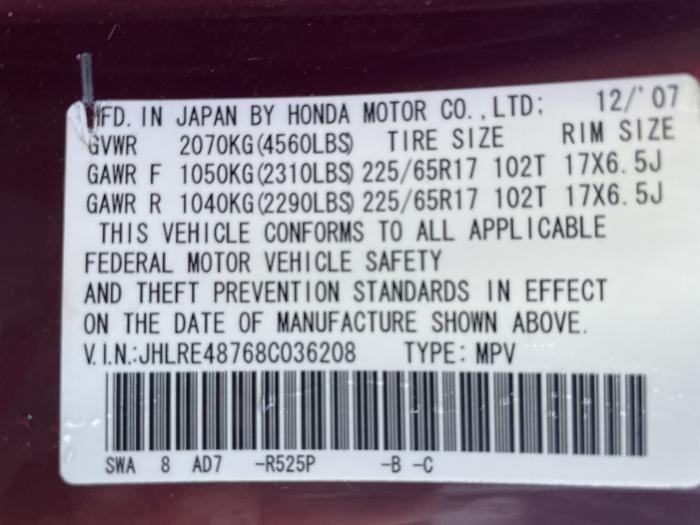 MFD. IN JAPAN BY HONDA MOTOR CO.,LTD: 12/'07
GVWR 2070KG(4560LBS) TIRE SIZE RIM SIZE
GAWR F 1050KG(2310LBS) 225/65R17 102T 17X6.5J
GAWR R 1040KG(2290LBS) 225/65R17 102T 17X6.5J
THIS VEHICLE CONFORMS TO ALL APPLICABLE
FEDERAL MOTOR VEHICLE SAFETY
AND THEFT PREVENTION STANDARDS IN EFFECT
ON THE DATE OF MANUFACTURE SHOWN ABOVE.
V.I.N.:JHLRE48768C036208 TYPE: MPV
SWA 8 AD7 -R525P -B -C